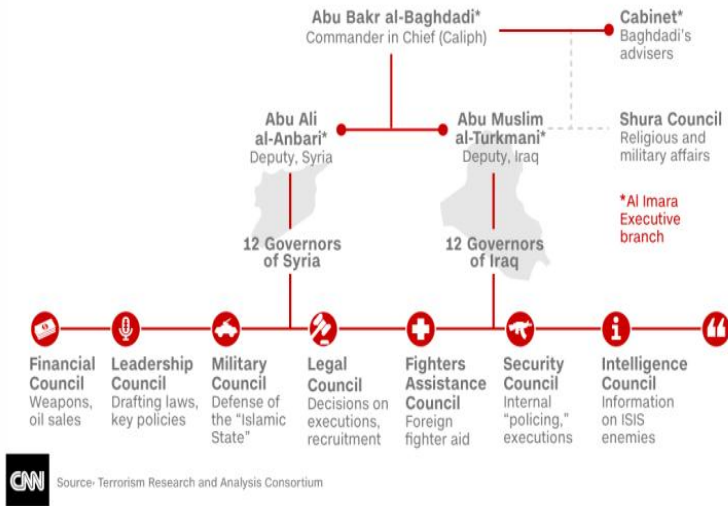 Abu Bakr al-Baghdadi*
Commander in Chief (Caliph)
Cabinet*
Baghdadi's
advisers
Abu Ali
al-Anbari*
Deputy, Syria
Abu Muslim
al-Turkmani*
Deputy, Iraq
Shura Council
Religious and
military affairs
*Al Imara
Executive
branch
12 Governors
of Syria
12 Governors
of Iraq
Financial
Council
Weapons,
oil sales
Leadership
Council
Drafting laws,
key policies
Military
Council
Defense of
the “Islamic
State”
Legal
Council
Decisions on
executions,
recruitment
Fighters
Assistance
Council
Foreign
fighter aid
Security
Council
Internal
“policing,”
executions
Intelligence
Council
Information
on ISIS
enemies
CNN
Source- Terrorism Research and Analysis Consortium